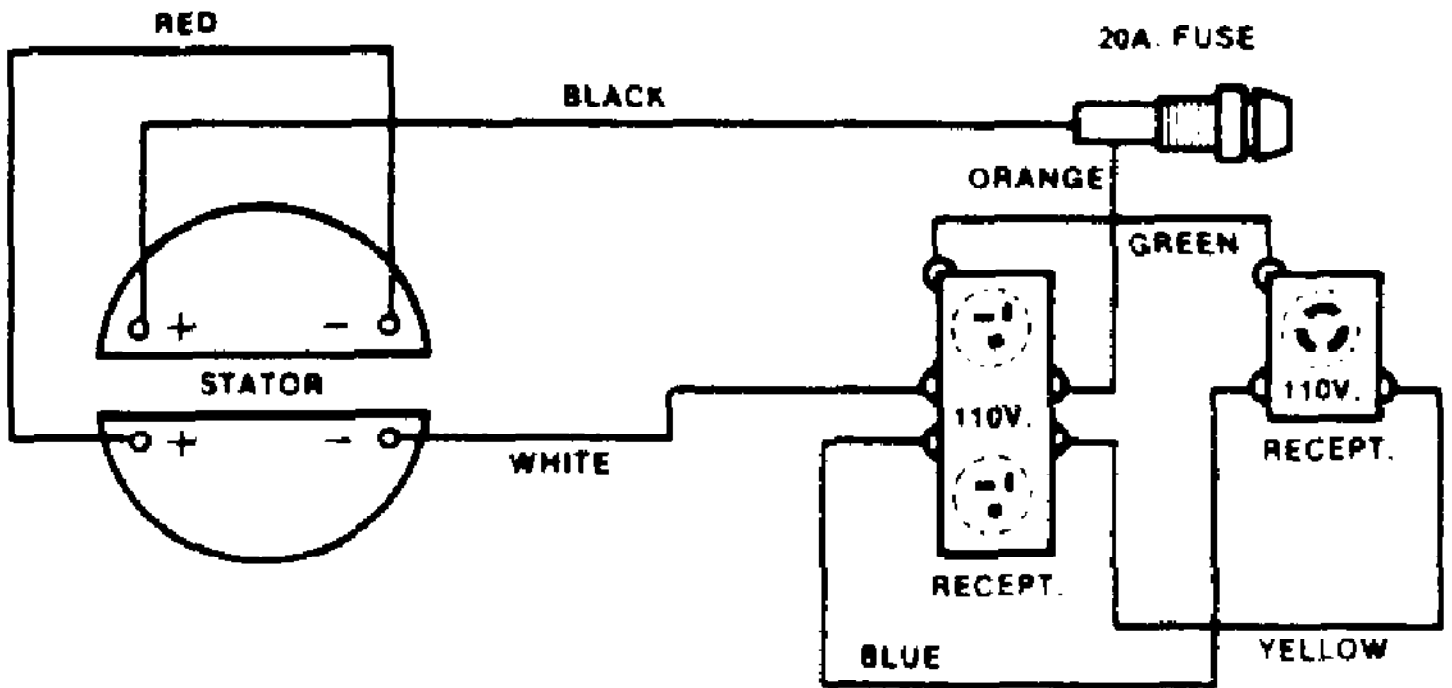 RED
20A. FUSE
BLACK
ORANGE
GREEN
+ -
STATOR
110V.
110V.
+ -
RECEPT.
WHITE
RECEPT.
BLUE
YELLOW